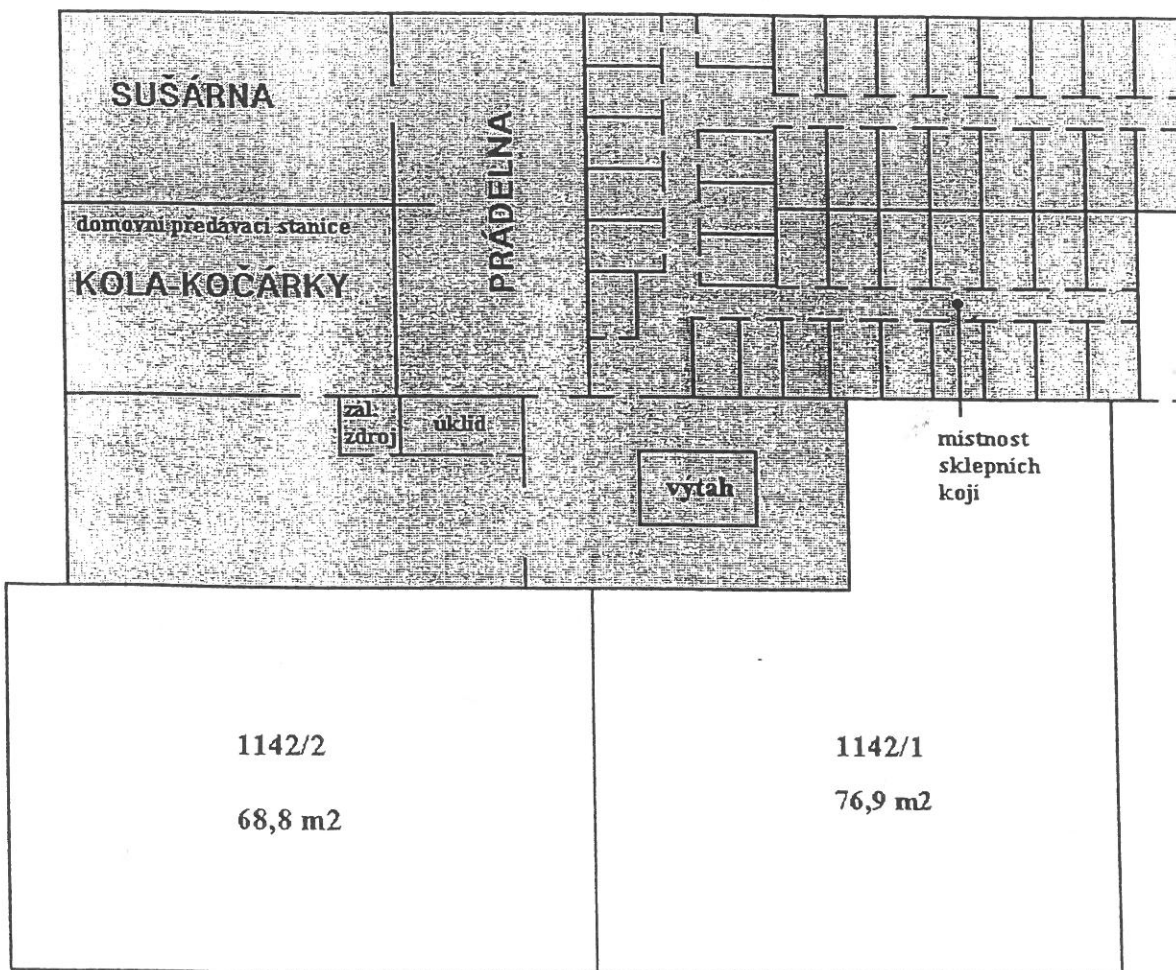 SUŠÁRNA
PRÁDELNA
domovní předávací stanice
KOLA-KOČÁRKY
zál.
zdroj
úklid
výtah
místnost
sklepních
kojí
1142/2
68,8 m2
1142/1
76,9 m2